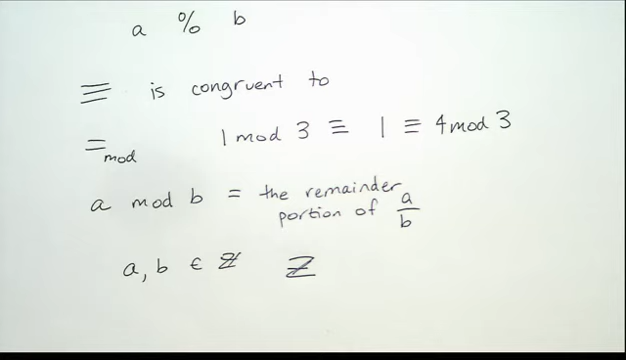 a % b
≡ is congruent to
=mod 1 mod 3 ≡ 1 ≡ 4 mod 3
a mod b = the remainder
portion of a/b
a, b ∈ ℤ ℤ